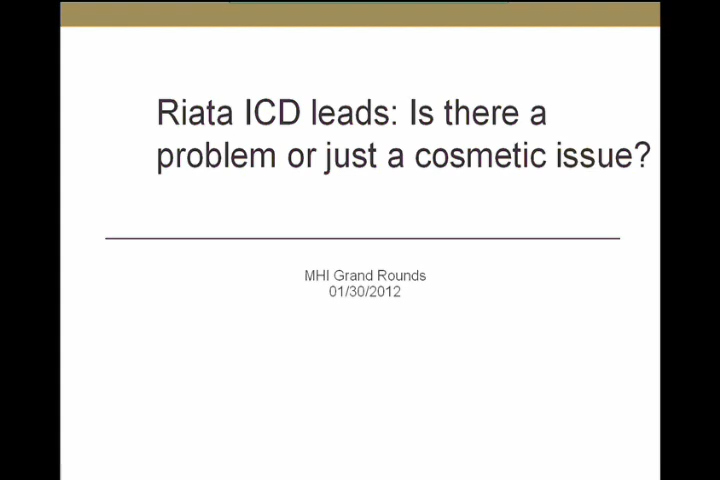 Riata ICD leads: Is there a
problem or just a cosmetic issue?
MHI Grand Rounds
01/30/2012